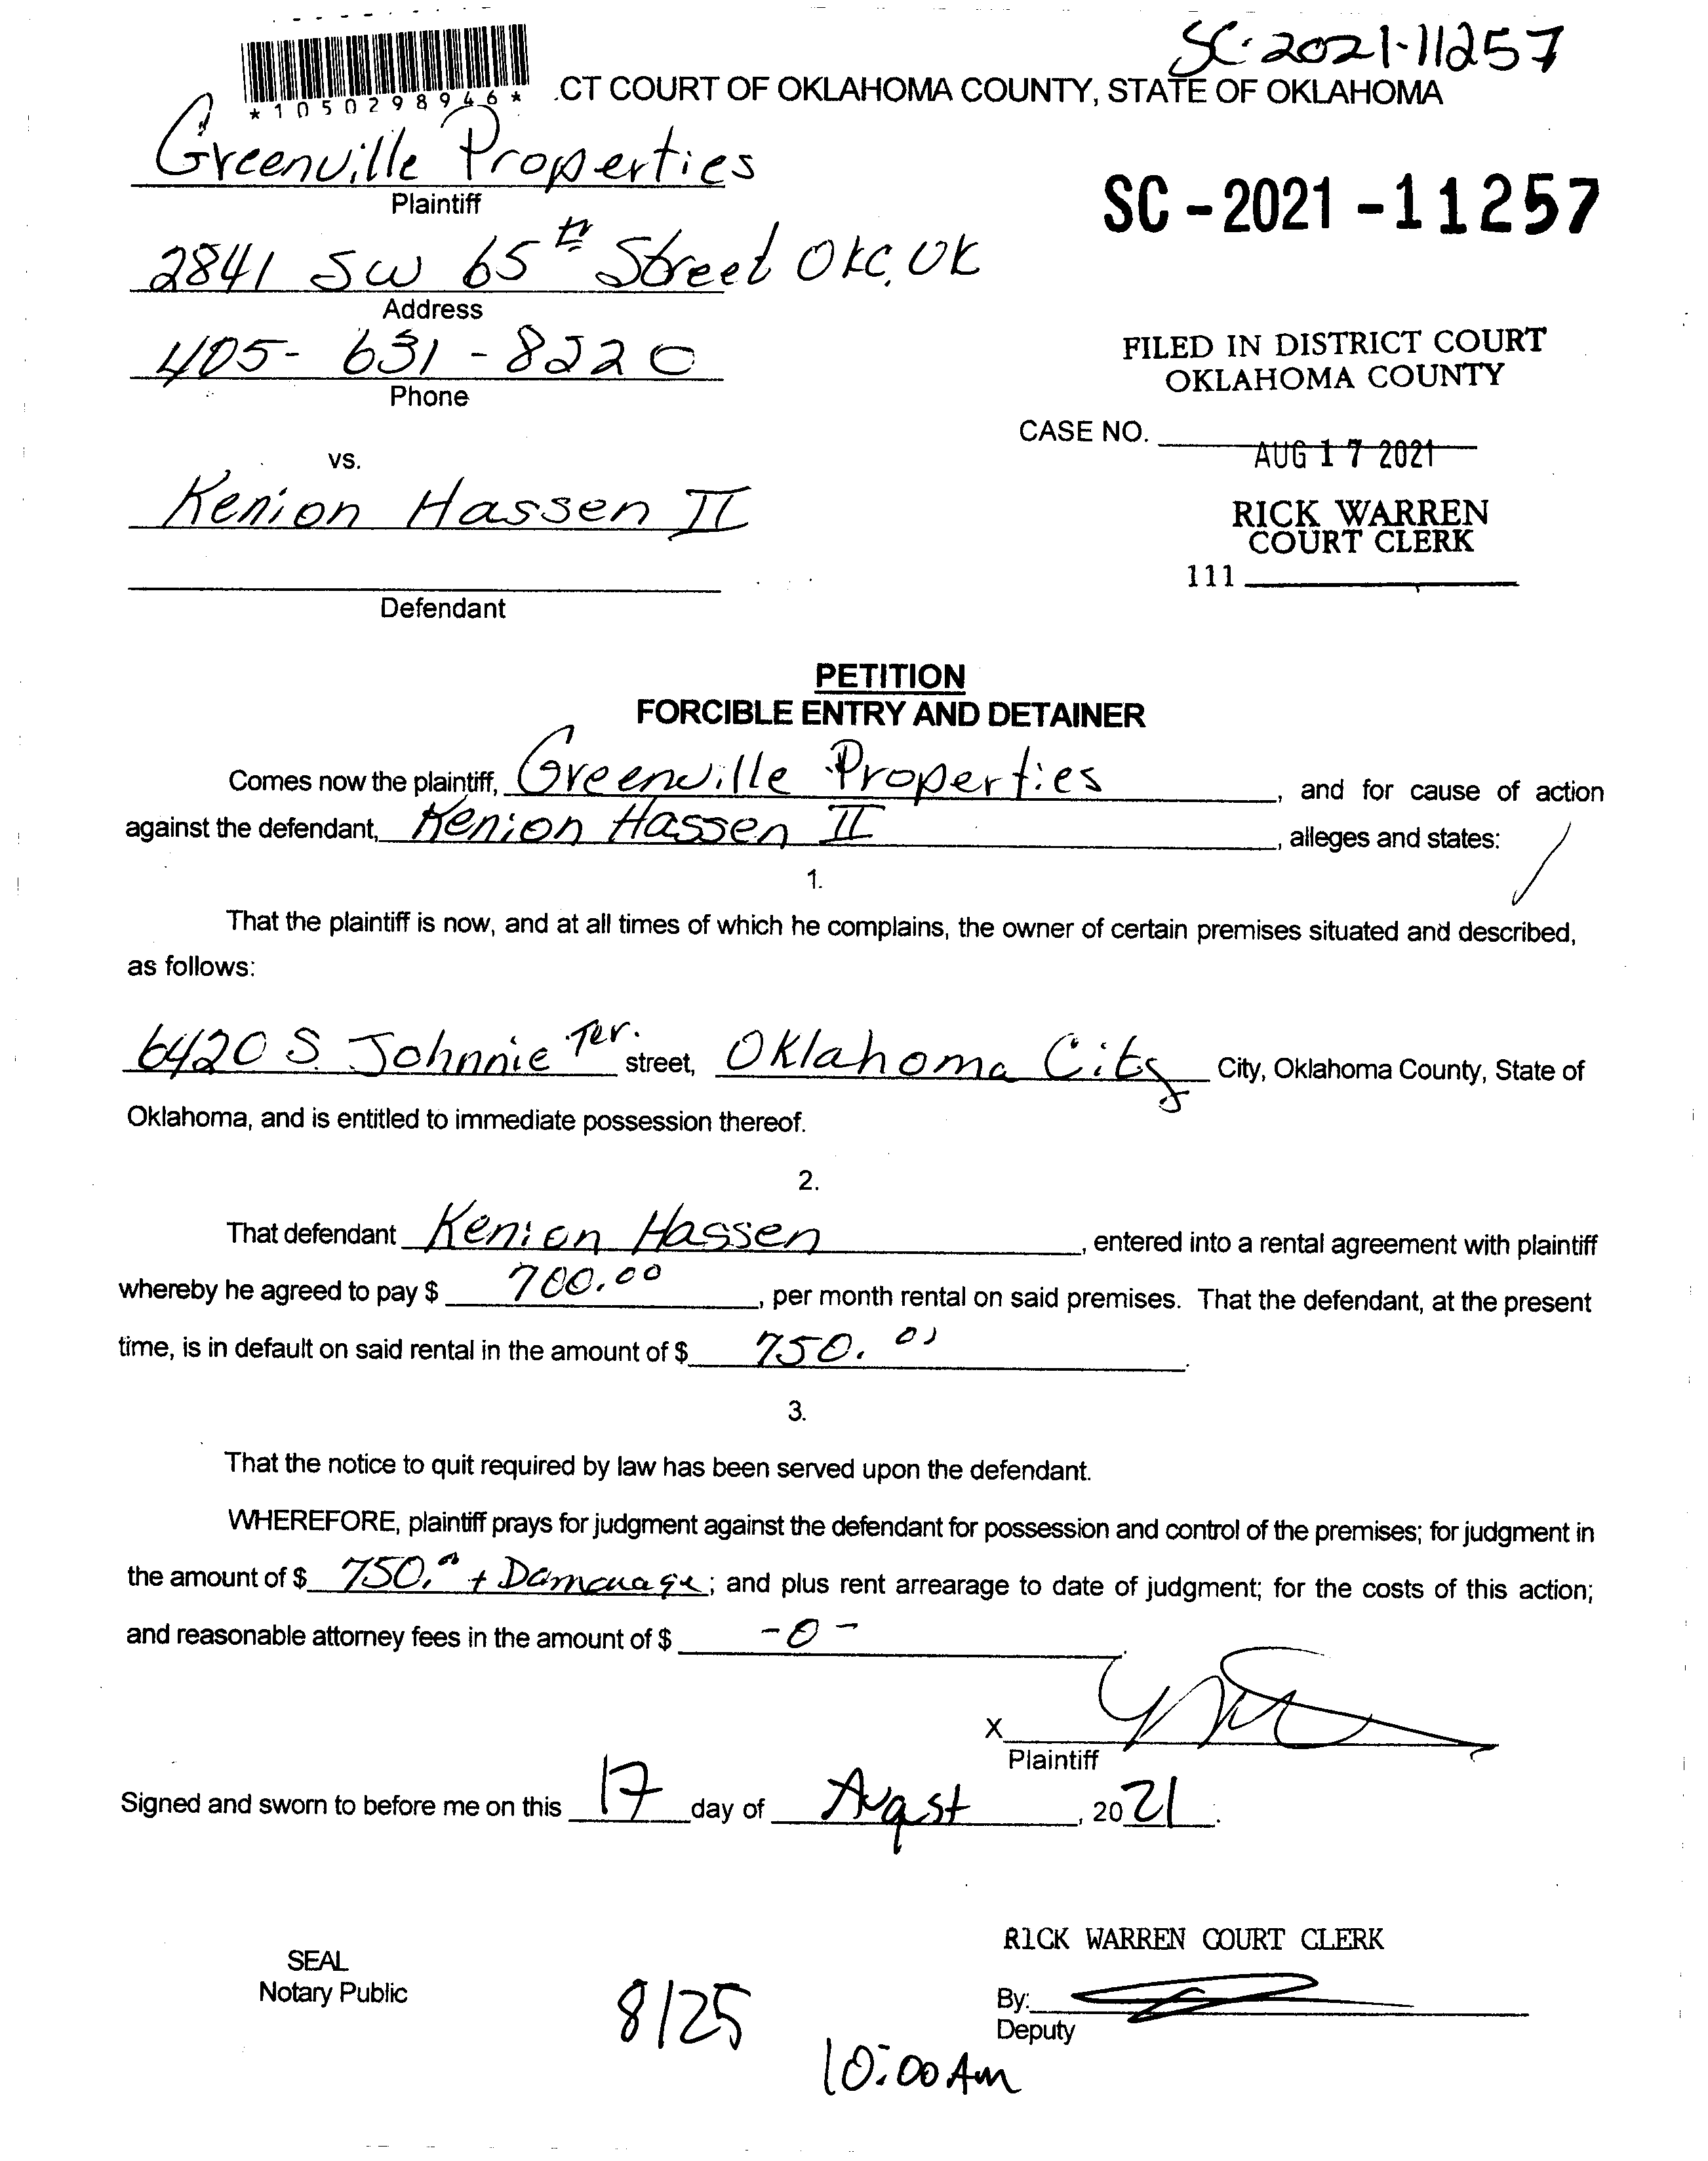 SC-2021-11257
*1050298946*
.CT COURT OF OKLAHOMA COUNTY, STATE OF OKLAHOMA
Greenville Properties
Plaintiff
SC-2021-11257
2841 SW 65th Street OKC, OK
Address
405-631-8220
Phone
FILED IN DISTRICT COURT
OKLAHOMA COUNTY
CASE NO.
AUG 17 2021
vs.
Kenion Hassen II
RICK WARREN
COURT CLERK
111
Defendant
PETITION
FORCIBLE ENTRY AND DETAINER
Comes now the plaintiff, Greenville Properties, and for cause of action
against the defendant, Kenion Hassen II, alleges and states:
1.
That the plaintiff is now, and at all times of which he complains, the owner of certain premises situated and described,
as follows:
6420 S. Johnnie Ter. street, Oklahoma City City, Oklahoma County, State of
Oklahoma, and is entitled to immediate possession thereof.
2.
That defendant Kenion Hassen, entered into a rental agreement with plaintiff
whereby he agreed to pay $ 700.00, per month rental on said premises. That the defendant, at the present
time, is in default on said rental in the amount of $ 750.00.
3.
That the notice to quit required by law has been served upon the defendant.
WHEREFORE, plaintiff prays for judgment against the defendant for possession and control of the premises; for judgment in
the amount of $ 750.00 + ; and plus rent arrearage to date of judgment; for the costs of this action;
and reasonable attorney fees in the amount of $ -0-
X
Plaintiff
Signed and sworn to before me on this 17 day of Avgst, 2021.
RICK WARREN COURT CLERK
SEAL
Notary Public
8/25
By:
Deputy
10:00 Am